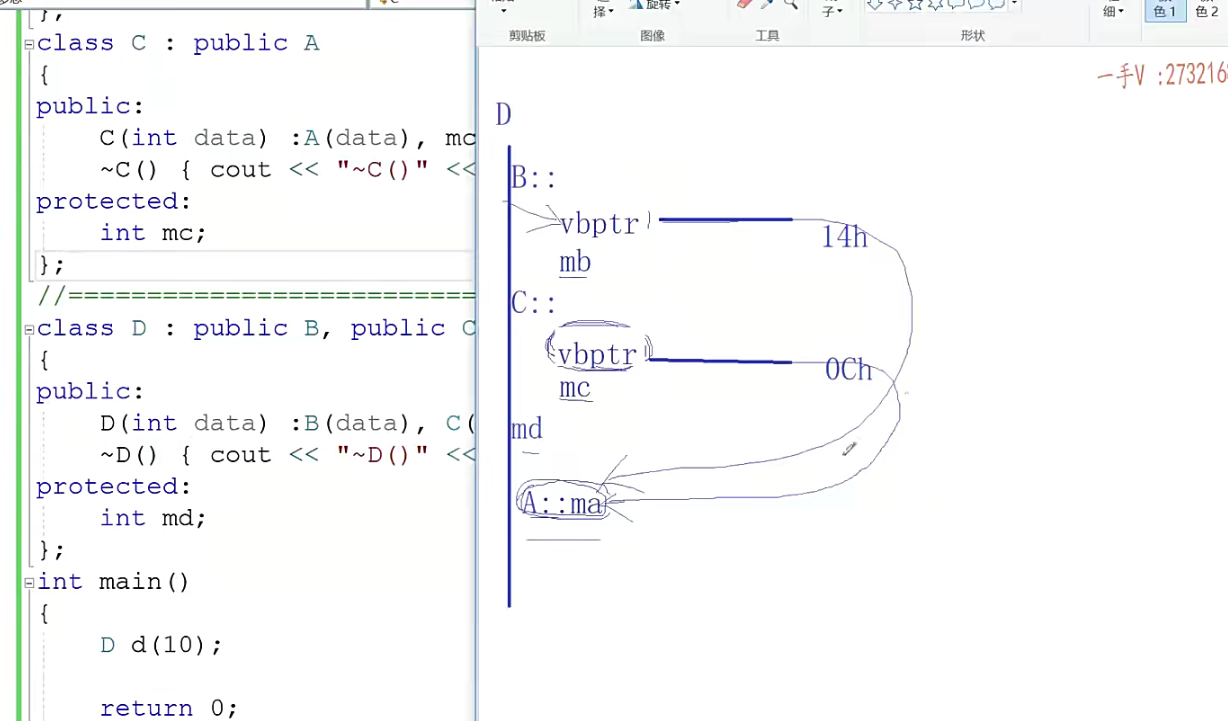 };
class C : public A
{
public:
C(int data) :A(data), mc
~C() { cout << "~C()" <<
protected:
int mc;
};
//===========================
class D : public B, public C
{
public:
D(int data) :B(data), C(
~D() { cout << "~D()" <<
protected:
int md;
};
int main()
{
D d(10);
return 0;
择
旋转
子
细
色1
色2
剪贴板
图像
工具
形状
一手V :273216
D
B::
vbptr
14h
mb
C::
vbptr
0Ch
mc
md
A::ma